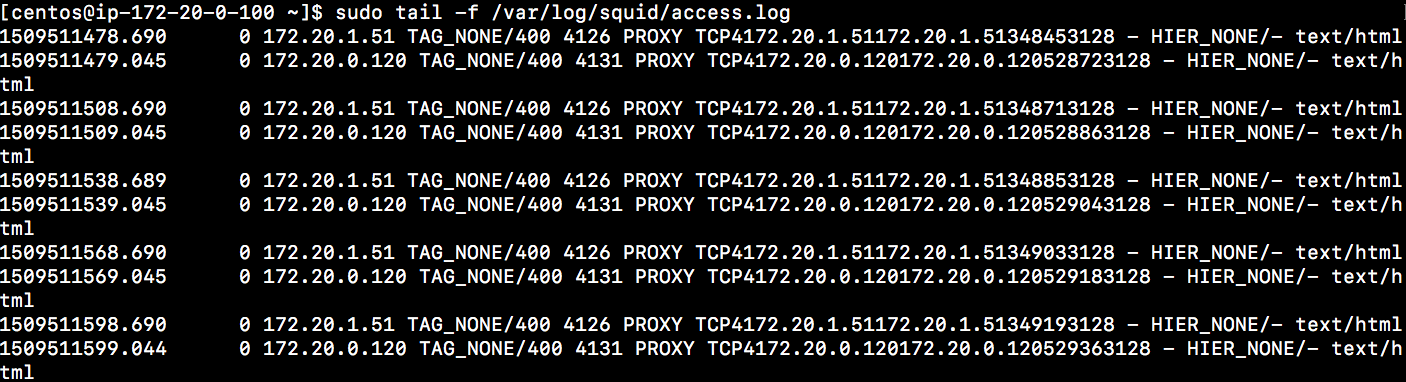 [centos@ip-172-20-0-100 ~]$ sudo tail -f /var/log/squid/access.log
1509511478.690      0 172.20.1.51 TAG_NONE/400 4126 PROXY TCP4172.20.1.51172.20.1.51348453128 - HIER_NONE/- text/html
1509511479.045      0 172.20.0.120 TAG_NONE/400 4131 PROXY TCP4172.20.0.120172.20.0.120528723128 - HIER_NONE/- text/h
tml
1509511508.690      0 172.20.1.51 TAG_NONE/400 4126 PROXY TCP4172.20.1.51172.20.1.51348713128 - HIER_NONE/- text/html
1509511509.045      0 172.20.0.120 TAG_NONE/400 4131 PROXY TCP4172.20.0.120172.20.0.120528863128 - HIER_NONE/- text/h
tml
1509511538.689      0 172.20.1.51 TAG_NONE/400 4126 PROXY TCP4172.20.1.51172.20.1.51348853128 - HIER_NONE/- text/html
1509511539.045      0 172.20.0.120 TAG_NONE/400 4131 PROXY TCP4172.20.0.120172.20.0.120529043128 - HIER_NONE/- text/h
tml
1509511568.690      0 172.20.1.51 TAG_NONE/400 4126 PROXY TCP4172.20.1.51172.20.1.51349033128 - HIER_NONE/- text/html
1509511569.045      0 172.20.0.120 TAG_NONE/400 4131 PROXY TCP4172.20.0.120172.20.0.120529183128 - HIER_NONE/- text/h
tml
1509511598.690      0 172.20.1.51 TAG_NONE/400 4126 PROXY TCP4172.20.1.51172.20.1.51349193128 - HIER_NONE/- text/html
1509511599.044      0 172.20.0.120 TAG_NONE/400 4131 PROXY TCP4172.20.0.120172.20.0.120529363128 - HIER_NONE/- text/h
tml